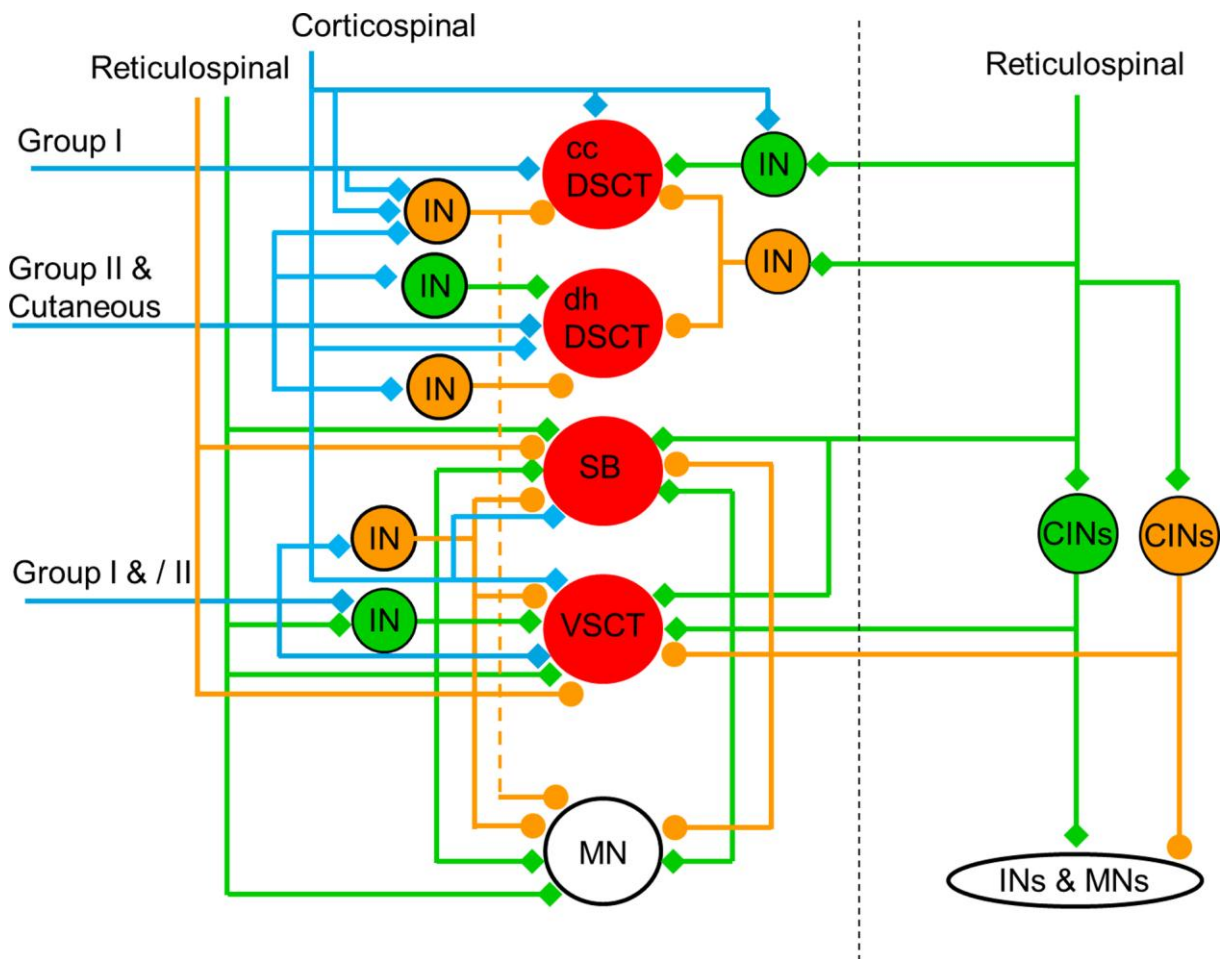 Corticospinal
Reticulospinal
Reticulospinal
Group I
cc
DSCT
IN
IN
Group II &
Cutaneous
IN
dh
DSCT
IN
IN
SB
IN
CINs
CINs
Group I & / II
IN
VSCT
MN
INs & MNs